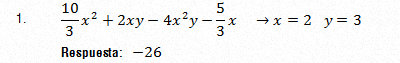 1. 10/3 x² + 2xy − 4x²y − 5/3 x → x = 2 y = 3
Respuesta: −26